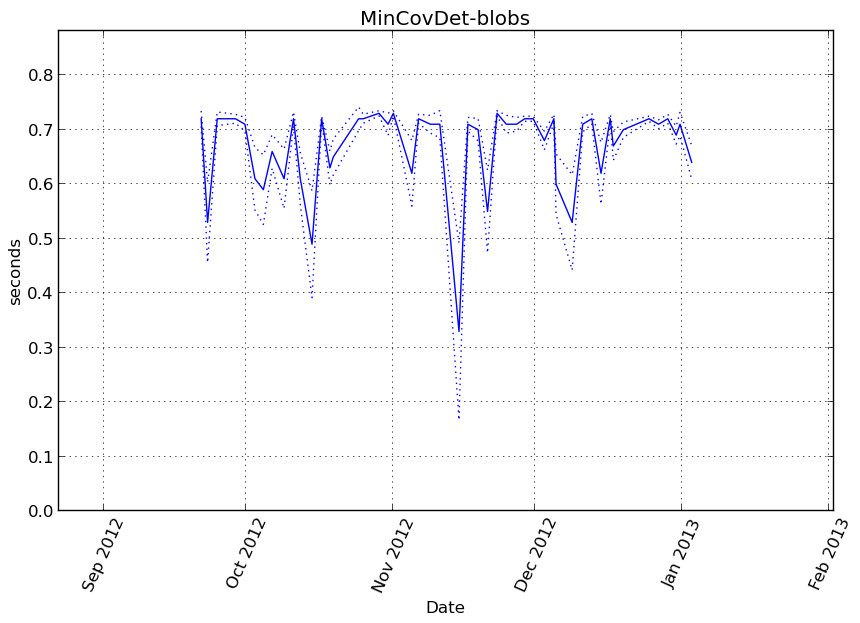 MinCovDet-blobs
seconds
0.8
0.7
0.6
0.5
0.4
0.3
0.2
0.1
0.0
Sep 2012
Oct 2012
Nov 2012
Dec 2012
Jan 2013
Feb 2013
Date